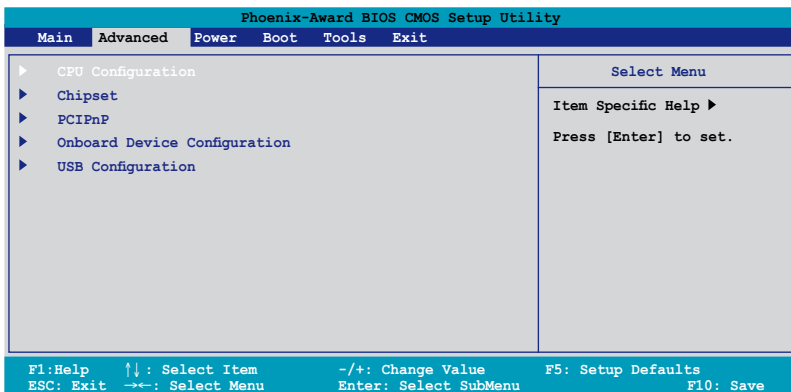 Phoenix-Award BIOS CMOS Setup Utility
Main Advanced Power Boot Tools Exit
▶ CPU Configuration
▶ Chipset
▶ PCIPnP
▶ Onboard Device Configuration
▶ USB Configuration
Select Menu
Item Specific Help ▶
Press [Enter] to set.
F1:Help ↑↓: Select Item -/+: Change Value F5: Setup Defaults
ESC: Exit →←: Select Menu Enter: Select SubMenu F10: Save